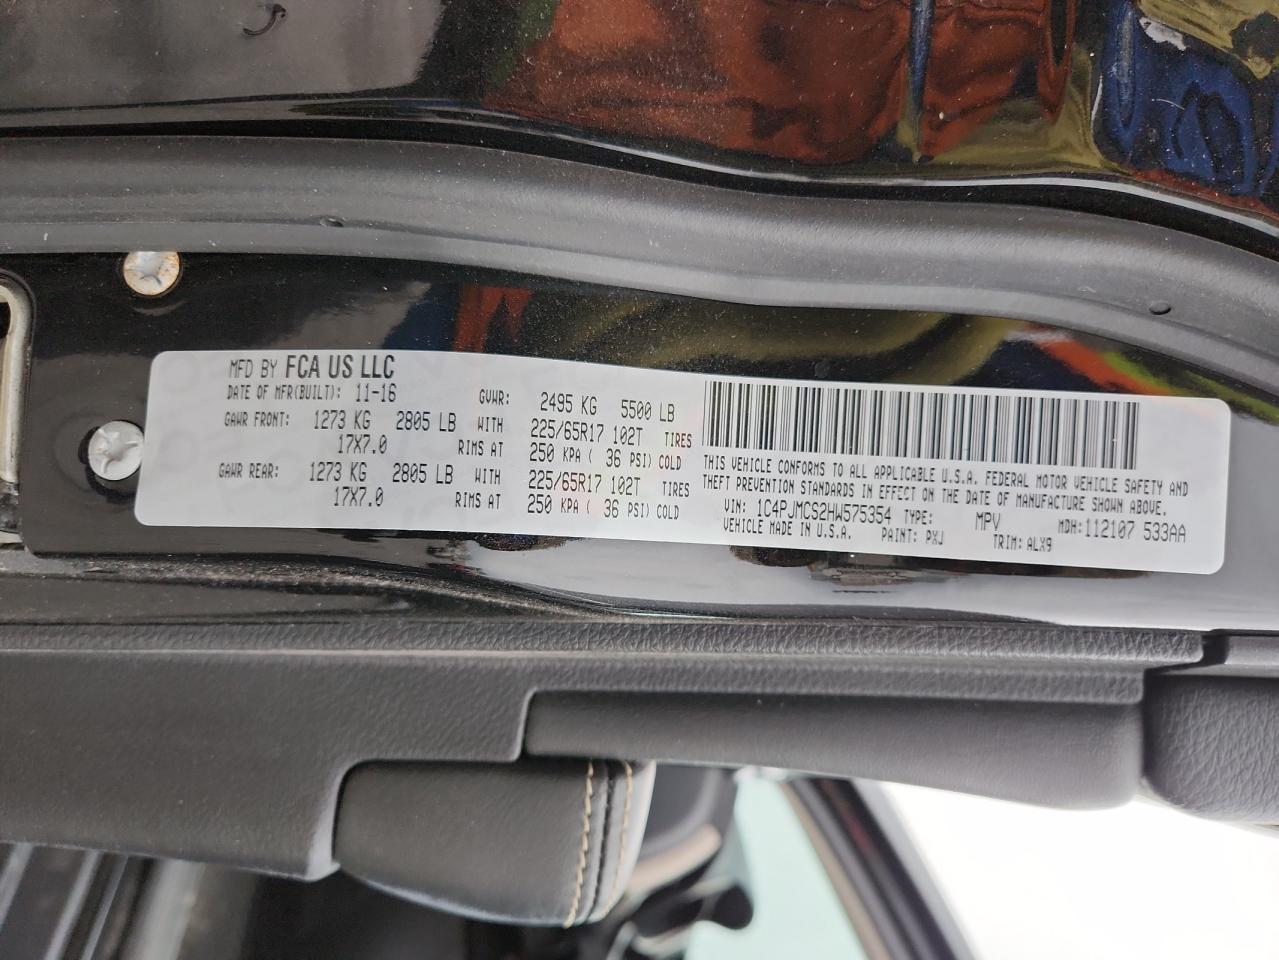 MFD BY FCA US LLC
DATE OF MFR(BUILT): 11-16 GVWR: 2495 KG 5500 LB
GAWR FRONT: 1273 KG 2805 LB WITH 225/65R17 102T TIRES
17X7.0 RIMS AT 250 KPA ( 36 PSI) COLD
GAWR REAR: 1273 KG 2805 LB WITH 225/65R17 102T TIRES
17X7.0 RIMS AT 250 KPA ( 36 PSI) COLD
THIS VEHICLE CONFORMS TO ALL APPLICABLE U.S.A. FEDERAL MOTOR VEHICLE SAFETY AND
THEFT PREVENTION STANDARDS IN EFFECT ON THE DATE OF MANUFACTURE SHOWN ABOVE.
VIN: 1C4PJMCS2HW575354 TYPE: MPV MDH: 112107 533AA
VEHICLE MADE IN U.S.A. PAINT: PXJ TRIM: ALX9